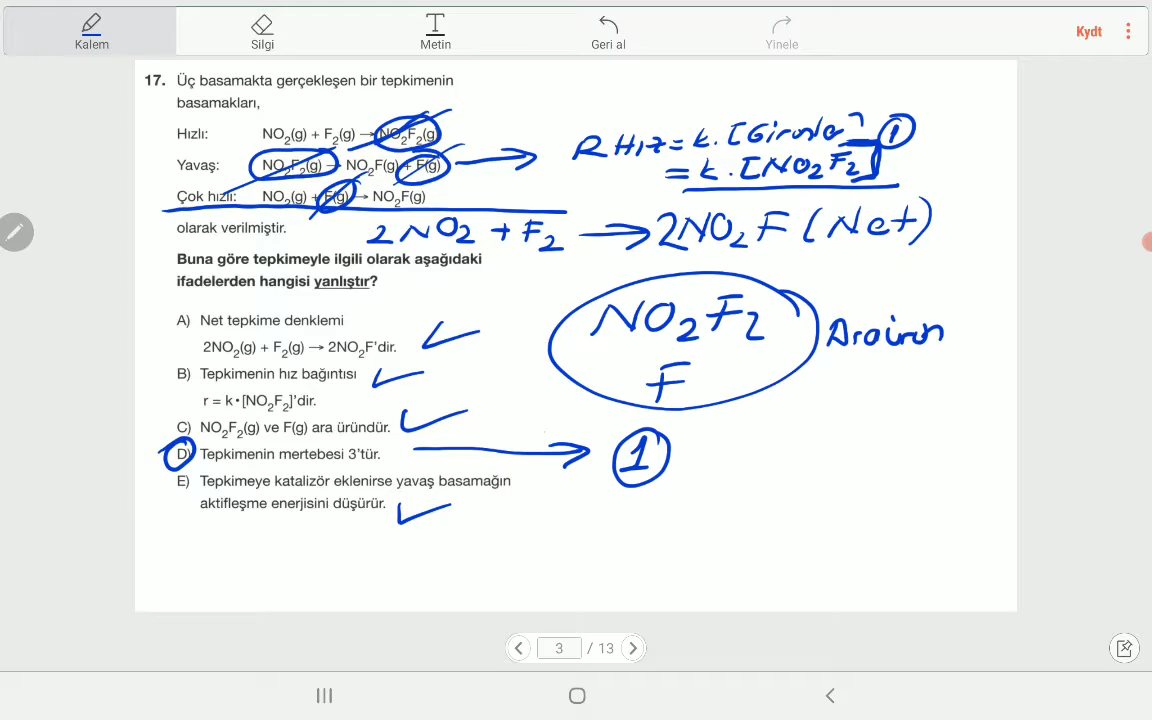 Kalem
Silgi
Metin
Geri al
Yinele
Kydt
17. Üç basamakta gerçekleşen bir tepkimenin
basamakları,
Hızlı: NO₂(g) + F₂(g) → NO₂F₂(g)
Yavaş: NO₂F₂(g) → NO₂F(g) + F(g)
Çok hızlı: NO₂(g) + F(g) → NO₂F(g)
olarak verilmiştir.
R HIZ = k. [Girenler] 1
= k. [NO₂F₂]
2NO₂ + F₂ → 2NO₂F (Net)
Buna göre tepkimeyle ilgili olarak aşağıdaki
ifadelerden hangisi yanlıştır?
A) Net tepkime denklemi
2NO₂(g) + F₂(g) → 2NO₂F'dir.
B) Tepkimenin hız bağıntısı
r = k•[NO₂F₂]'dir.
C) NO₂F₂(g) ve F(g) ara üründür.
D) Tepkimenin mertebesi 3'tür.
E) Tepkimeye katalizör eklenirse yavaş basamağın
aktifleşme enerjisini düşürür.
NO₂F₂
F
Araürün
1
3 / 13